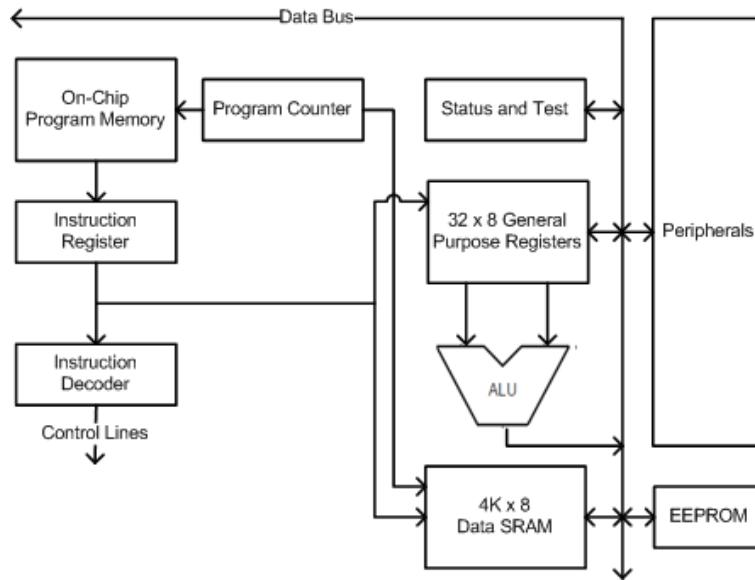 Data Bus
On-Chip
Program Memory
Program Counter
Status and Test
Instruction
Register
32 x 8 General
Purpose Registers
Peripherals
Instruction
Decoder
ALU
Control Lines
4K x 8
Data SRAM
EEPROM